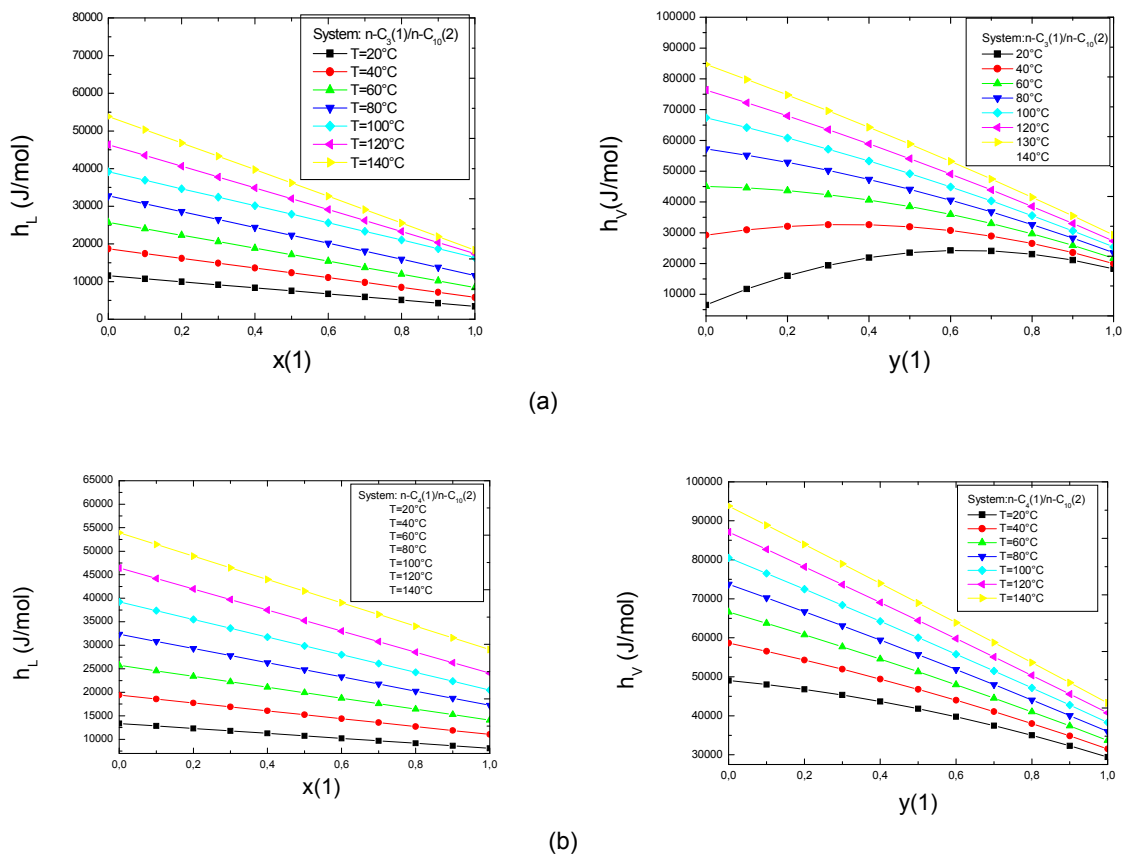 80000
70000
60000
50000
40000
30000
20000
10000
0
h_L (J/mol)
System: n-C3(1)/n-C10(2)
T=20°C
T=40°C
T=60°C
T=80°C
T=100°C
T=120°C
T=140°C
0,0 0,2 0,4 0,6 0,8 1,0
x(1)
100000
90000
80000
70000
60000
50000
40000
30000
20000
10000
h_V(J/mol)
System:n-C3(1)/n-C10(2)
20°C
40°C
60°C
80°C
100°C
120°C
130°C
140°C
0,0 0,2 0,4 0,6 0,8 1,0
y(1)
(a)
65000
60000
55000
50000
45000
40000
35000
30000
25000
20000
15000
10000
h_L (J/mol)
System: n-C4(1)/n-C10(2)
T=20°C
T=40°C
T=60°C
T=80°C
T=100°C
T=120°C
T=140°C
0,0 0,2 0,4 0,6 0,8 1,0
x(1)
100000
90000
80000
70000
60000
50000
40000
30000
h_V (J/mol)
System:n-C4(1)/n-C10(2)
T=20°C
T=40°C
T=60°C
T=80°C
T=100°C
T=120°C
T=140°C
0,0 0,2 0,4 0,6 0,8 1,0
y(1)
(b)